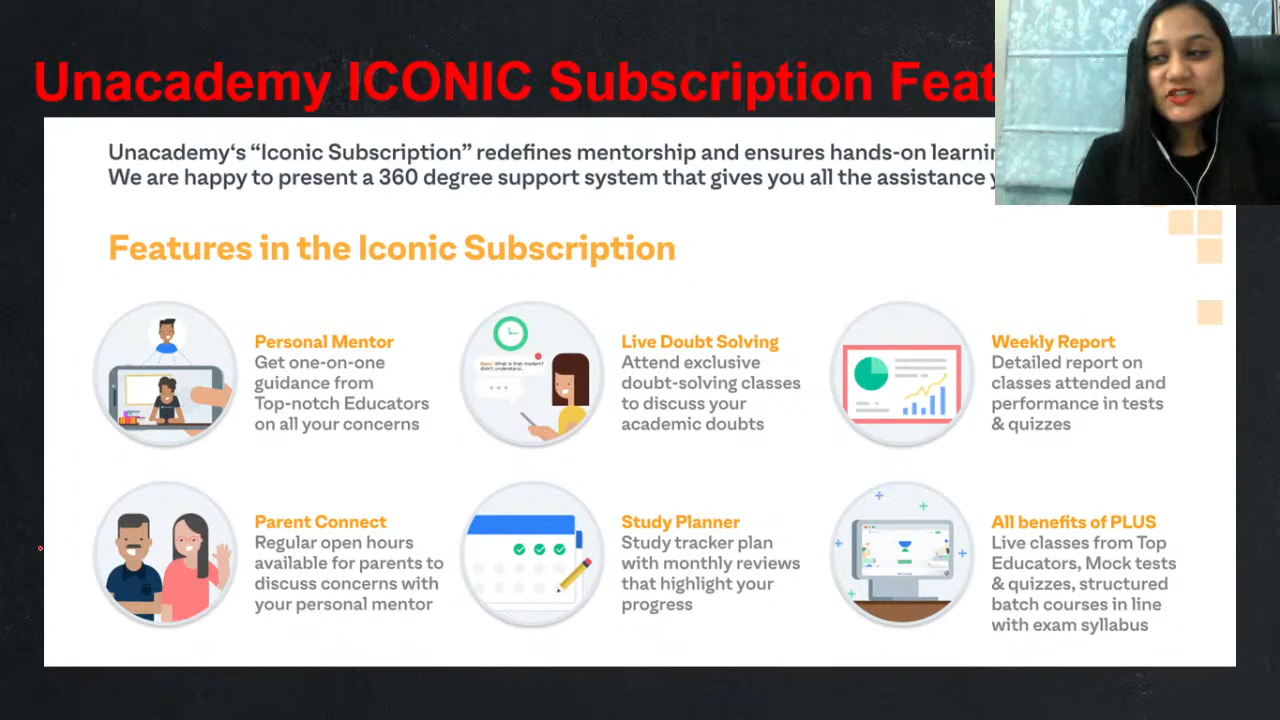 Unacademy ICONIC Subscription Feat
Unacademy‘s “Iconic Subscription” redefines mentorship and ensures hands-on learnin
We are happy to present a 360 degree support system that gives you all the assistance
Features in the Iconic Subscription
Personal Mentor
Get one-on-one
guidance from
Top-notch Educators
on all your concerns
Live Doubt Solving
Attend exclusive
doubt-solving classes
to discuss your
academic doubts
Weekly Report
Detailed report on
classes attended and
performance in tests
& quizzes
Parent Connect
Regular open hours
available for parents to
discuss concerns with
your personal mentor
Study Planner
Study tracker plan
with monthly reviews
that highlight your
progress
All benefits of PLUS
Live classes from Top
Educators, Mock tests
& quizzes, structured
batch courses in line
with exam syllabus